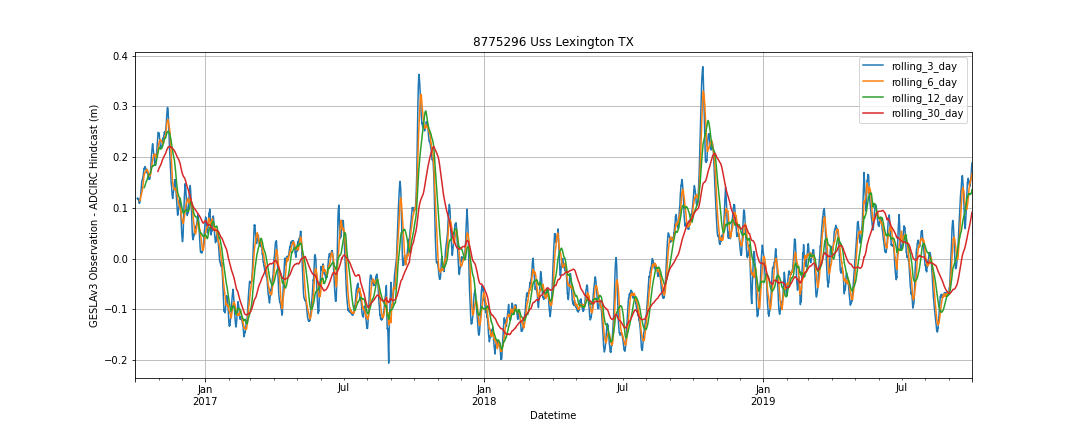 8775296 Uss Lexington TX
GESLAv3 Observation - ADCIRC Hindcast (m)
0.4
0.3
0.2
0.1
0.0
−0.1
−0.2
rolling_3_day
rolling_6_day
rolling_12_day
rolling_30_day
Jan
2017
Jul
Jan
2018
Jul
Jan
2019
Jul
Datetime